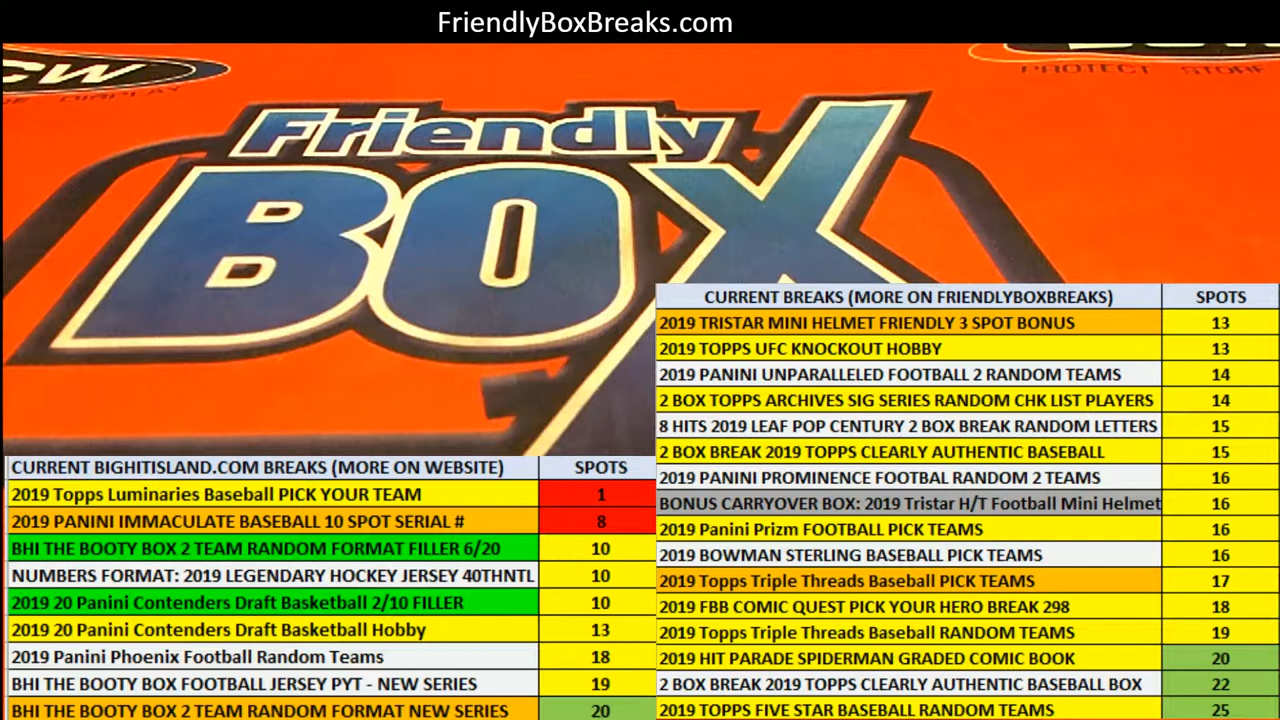 FriendlyBoxBreaks.com
CW
DISPLAY
PROTECT STORE
Friendly
BOX
CURRENT BREAKS (MORE ON FRIENDLYBOXBREAKS) SPOTS
2019 TRISTAR MINI HELMET FRIENDLY 3 SPOT BONUS 13
2019 TOPPS UFC KNOCKOUT HOBBY 13
2019 PANINI UNPARALLELED FOOTBALL 2 RANDOM TEAMS 14
2 BOX TOPPS ARCHIVES SIG SERIES RANDOM CHK LIST PLAYERS 14
8 HITS 2019 LEAF POP CENTURY 2 BOX BREAK RANDOM LETTERS 15
2 BOX BREAK 2019 TOPPS CLEARLY AUTHENTIC BASEBALL 15
2019 PANINI PROMINENCE FOOTBAL RANDOM 2 TEAMS 16
BONUS CARRYOVER BOX: 2019 Tristar H/T Football Mini Helmet 16
2019 Panini Prizm FOOTBALL PICK TEAMS 16
2019 BOWMAN STERLING BASEBALL PICK TEAMS 16
2019 Topps Triple Threads Baseball PICK TEAMS 17
2019 FBB COMIC QUEST PICK YOUR HERO BREAK 298 18
2019 Topps Triple Threads Baseball RANDOM TEAMS 19
2019 HIT PARADE SPIDERMAN GRADED COMIC BOOK 20
2 BOX BREAK 2019 TOPPS CLEARLY AUTHENTIC BASEBALL BOX 22
2019 TOPPS FIVE STAR BASEBALL RANDOM TEAMS 25
CURRENT BIGHITISLAND.COM BREAKS (MORE ON WEBSITE) SPOTS
2019 Topps Luminaries Baseball PICK YOUR TEAM 1
2019 PANINI IMMACULATE BASEBALL 10 SPOT SERIAL # 8
BHI THE BOOTY BOX 2 TEAM RANDOM FORMAT FILLER 6/20 10
NUMBERS FORMAT: 2019 LEGENDARY HOCKEY JERSEY 40THNTL 10
2019 20 Panini Contenders Draft Basketball 2/10 FILLER 10
2019 20 Panini Contenders Draft Basketball Hobby 13
2019 Panini Phoenix Football Random Teams 18
BHI THE BOOTY BOX FOOTBALL JERSEY PYT - NEW SERIES 19
BHI THE BOOTY BOX 2 TEAM RANDOM FORMAT NEW SERIES 20